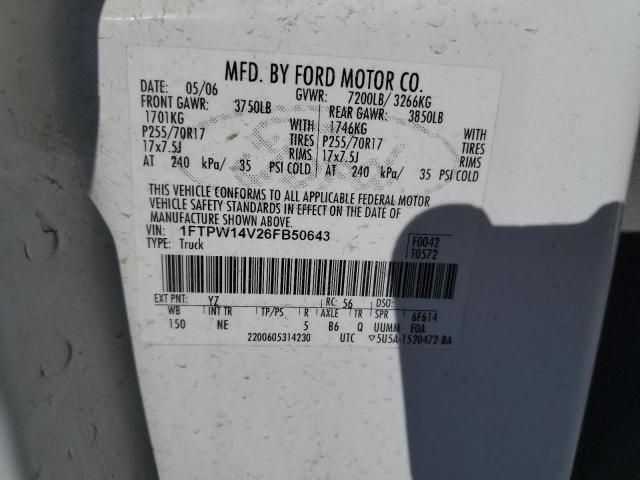 MFD. BY FORD MOTOR CO.
DATE: 05/06 GVWR: 7200LB/ 3266KG
FRONT GAWR: 3750LB REAR GAWR: 3850LB
1701KG WITH 1746KG WITH
P255/70R17 TIRES P255/70R17 TIRES
17x7.5J RIMS 17x7.5J RIMS
AT 240 kPa/ 35 PSI COLD AT 240 kPa/ 35 PSI COLD
THIS VEHICLE CONFORMS TO ALL APPLICABLE FEDERAL MOTOR
VEHICLE SAFETY STANDARDS IN EFFECT ON THE DATE OF
MANUFACTURE SHOWN ABOVE.
VIN: 1FTPW14V26FB50643 F0042
TYPE: Truck T0572
EXT PNT: YZ RC: 56 DSO:
WB INT TR TP/PS R AXLE TR SPR 6F614
150 NE 5 B6 Q UUMM E0A
2200605314230 UTC ▽5U5A-1520472-BA